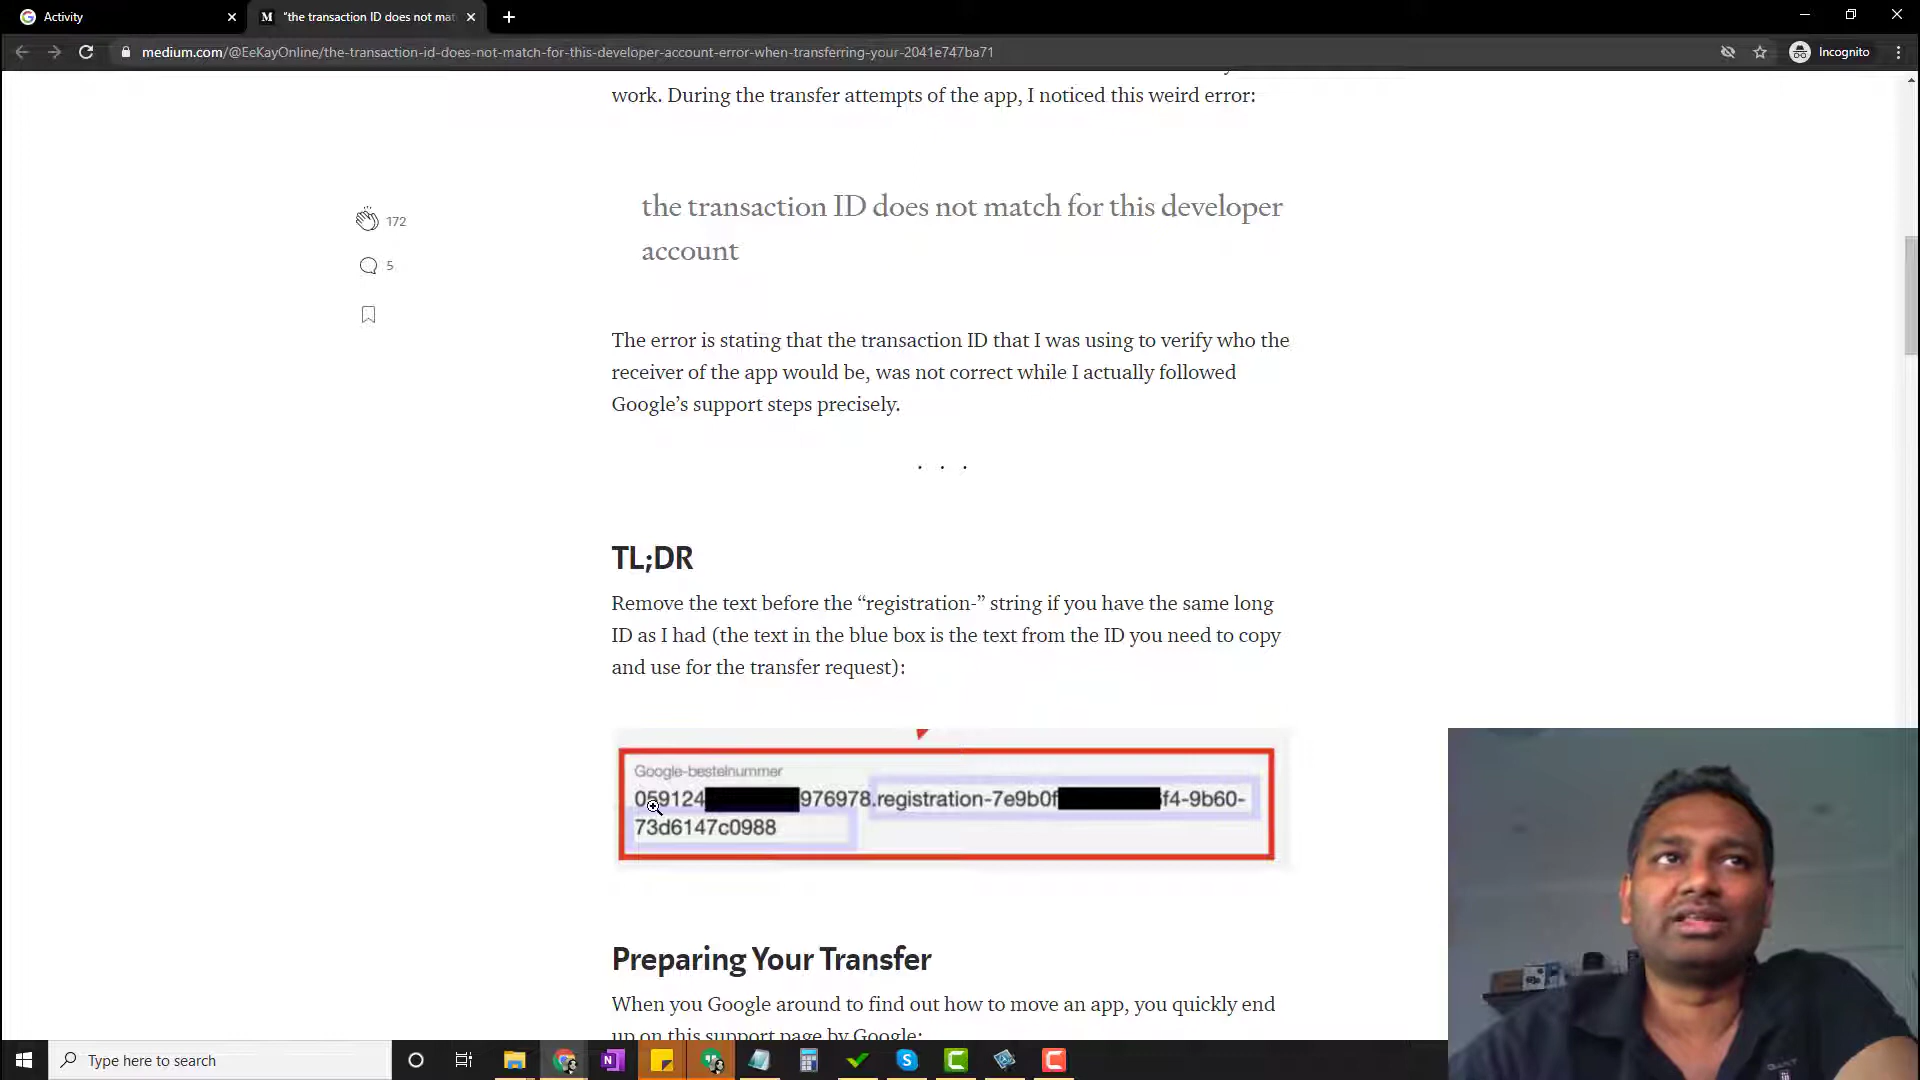 Activity
"the transaction ID does not mat
medium.com/@EeKayOnline/the-transaction-id-does-not-match-for-this-developer-account-error-when-transferring-your-2041e747ba71
Incognito
work. During the transfer attempts of the app, I noticed this weird error:
172
5
the transaction ID does not match for this developer
account
The error is stating that the transaction ID that I was using to verify who the
receiver of the app would be, was not correct while I actually followed
Google’s support steps precisely.
. . .
TL;DR
Remove the text before the “registration-” string if you have the same long
ID as I had (the text in the blue box is the text from the ID you need to copy
and use for the transfer request):
Google-bestelnummer
059124 976978.registration-7e9b0f f4-9b60-
73d6147c0988
Preparing Your Transfer
When you Google around to find out how to move an app, you quickly end
up on this support page by Google:
Type here to search